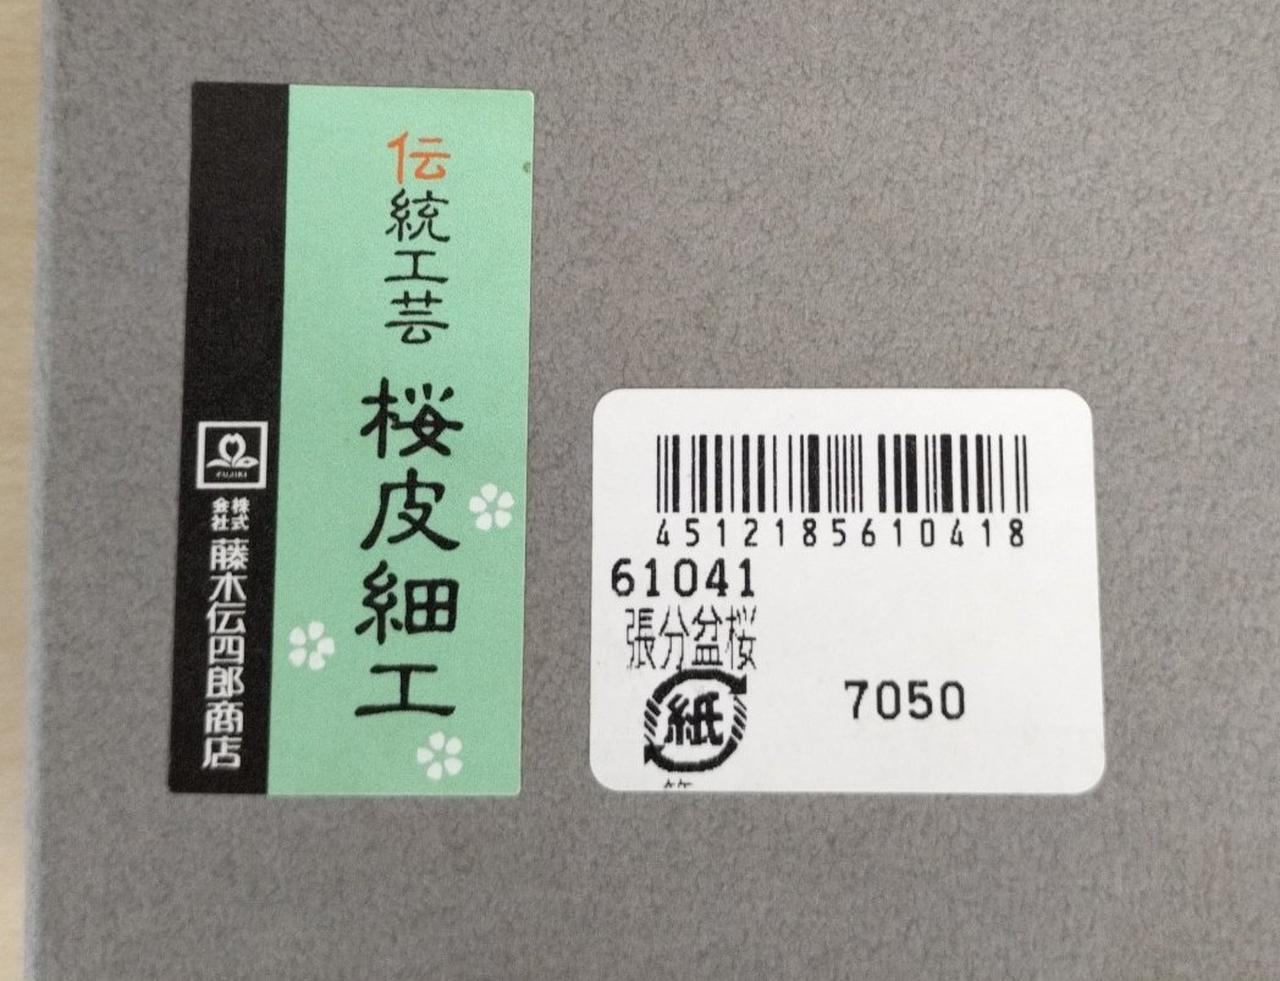 伝統工芸 桜皮細工
FUJIKI
株式会社 藤木伝四郎商店
4512185610418
61041
張分盆桜
紙
7050